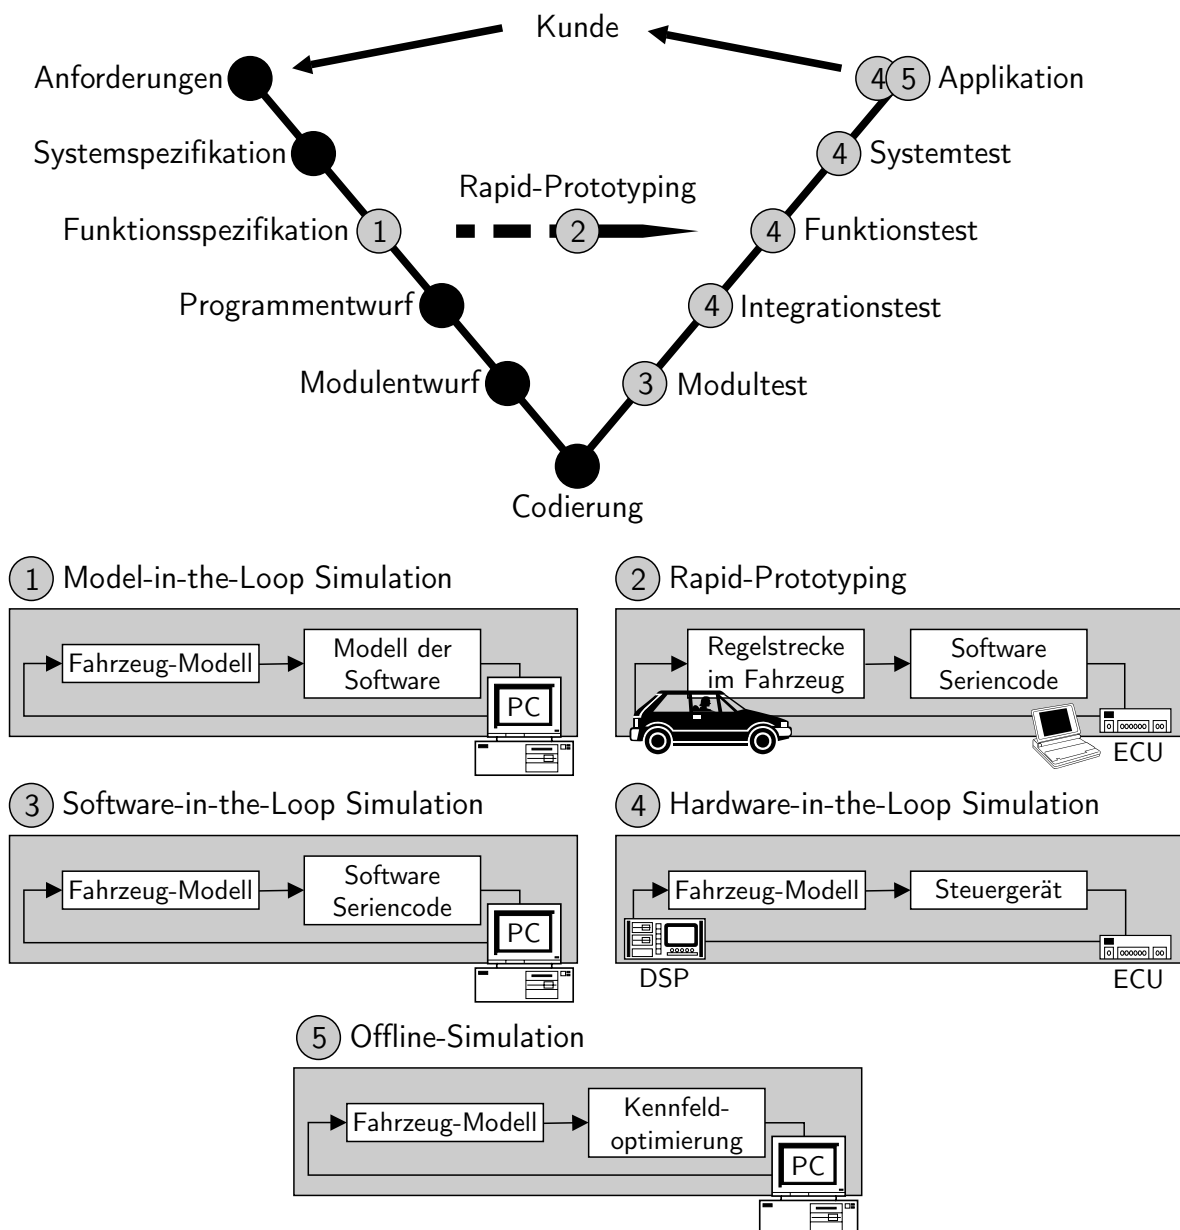 Kunde
Anforderungen
4
5
Applikation
Systemspezifikation
4
Systemtest
Rapid-Prototyping
Funktionsspezifikation
1
2
4
Funktionstest
Programmentwurf
4
Integrationstest
Modulentwurf
3
Modultest
Codierung
1
Model-in-the-Loop Simulation
Fahrzeug-Modell
Modell der
Software
PC
2
Rapid-Prototyping
Regelstrecke
im Fahrzeug
Software
Seriencode
ECU
3
Software-in-the-Loop Simulation
Fahrzeug-Modell
Software
Seriencode
PC
4
Hardware-in-the-Loop Simulation
Fahrzeug-Modell
Steuergerät
DSP
ECU
5
Offline-Simulation
Fahrzeug-Modell
Kennfeld-
optimierung
PC